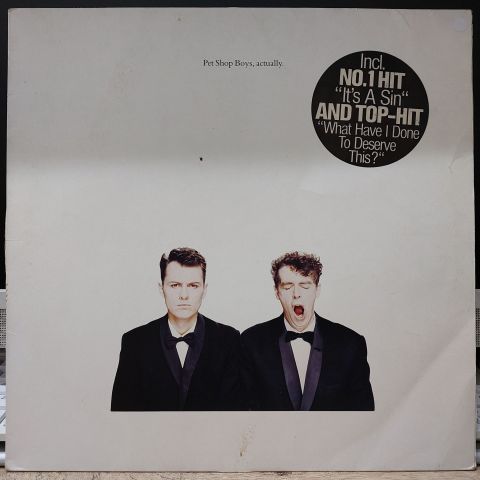 Pet Shop Boys, actually.
Incl.
NO.1 HIT
"It's A Sin"
AND TOP-HIT
"What Have I Done
To Deserve
This?"